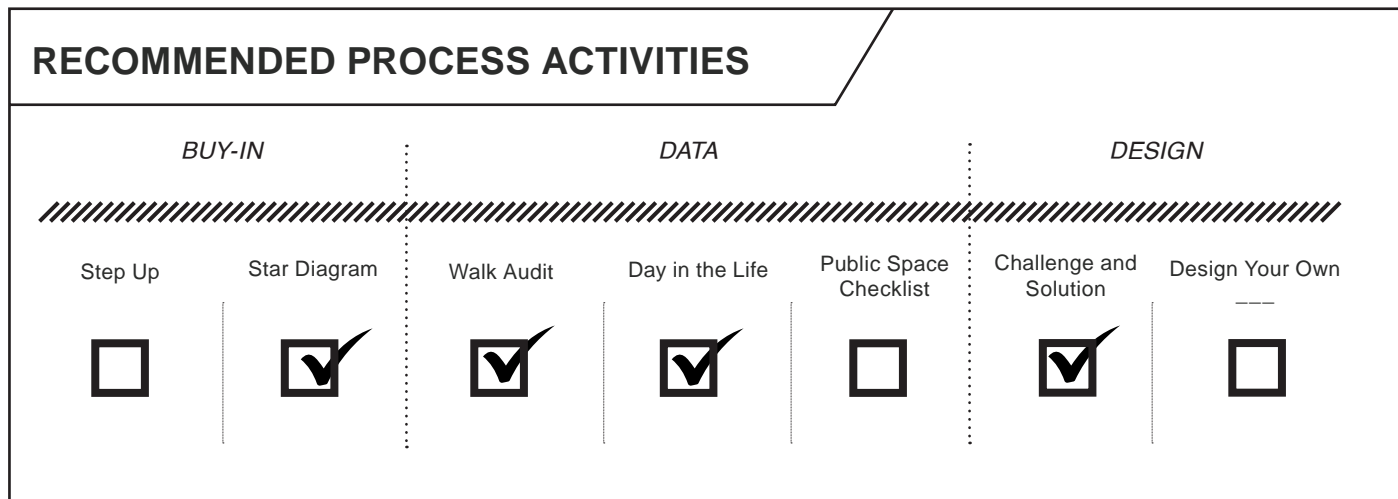 RECOMMENDED PROCESS ACTIVITIES
BUY-IN
DATA
DESIGN
Step Up
Star Diagram
Walk Audit
Day in the Life
Public Space
Checklist
Challenge and
Solution
Design Your Own
___